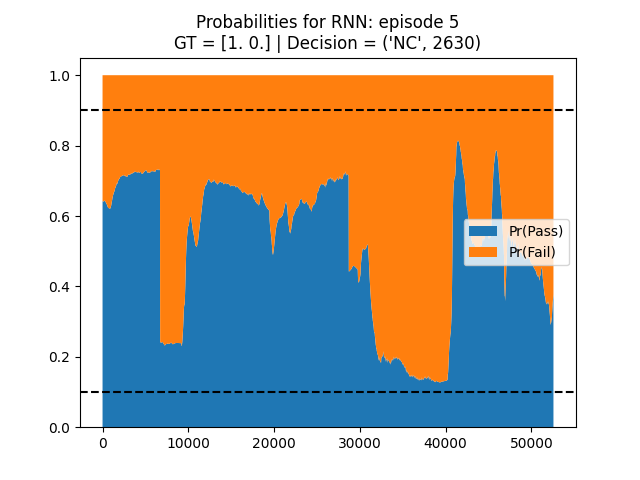 Probabilities for RNN: episode 5
GT = [1. 0.] | Decision = ('NC', 2630)
1.0
0.8
0.6
0.4
0.2
0.0
Pr(Pass)
Pr(Fail)
0 10000 20000 30000 40000 50000